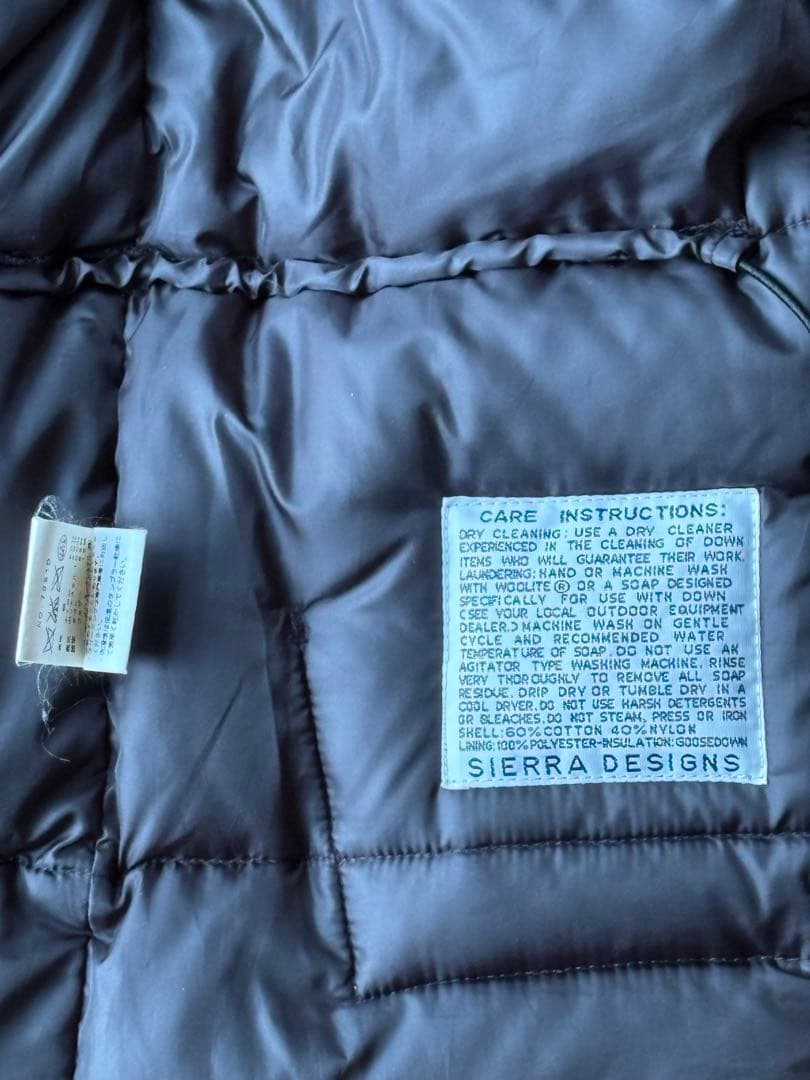 CARE INSTRUCTIONS:
DRY CLEANING: USE A DRY CLEANER
EXPERIENCED IN THE CLEANING OF DOWN
ITEMS WHO WILL GUARANTEE THEIR WORK.
LAUNDERING: HAND OR MACHINE WASH
WITH WOOLITE® OR A SOAP DESIGNED
SPECIFICALLY FOR USE WITH DOWN
(SEE YOUR LOCAL OUTDOOR EQUIPMENT
DEALER.) MACHINE WASH ON GENTLE
CYCLE AND RECOMMENDED WATER
TEMPERATURE OF SOAP. DO NOT USE AN
AGITATOR TYPE WASHING MACHINE. RINSE
VERY THOROUGHLY TO REMOVE ALL SOAP
RESIDUE. DRIP DRY OR TUMBLE DRY IN A
COOL DRYER. DO NOT USE HARSH DETERGENTS
OR BLEACHES. DO NOT STEAM, PRESS OR IRON
SHELL: 60% COTTON 40% NYLON
LINING: 100% POLYESTER-INSULATION: GOOSEDOWN
SIERRA DESIGNS